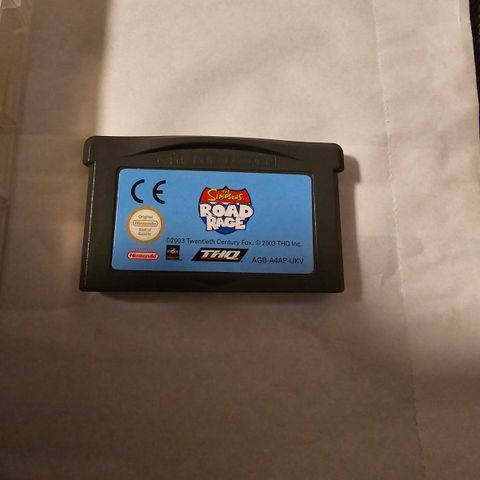 CE
THE
SIMPSONS
ROAD
RAGE
Original
Nintendo
Seal of
Quality
©2003 Twentieth Century Fox. © 2003 THQ Inc.
Nintendo
THQ
AGB-A4AP-UKV